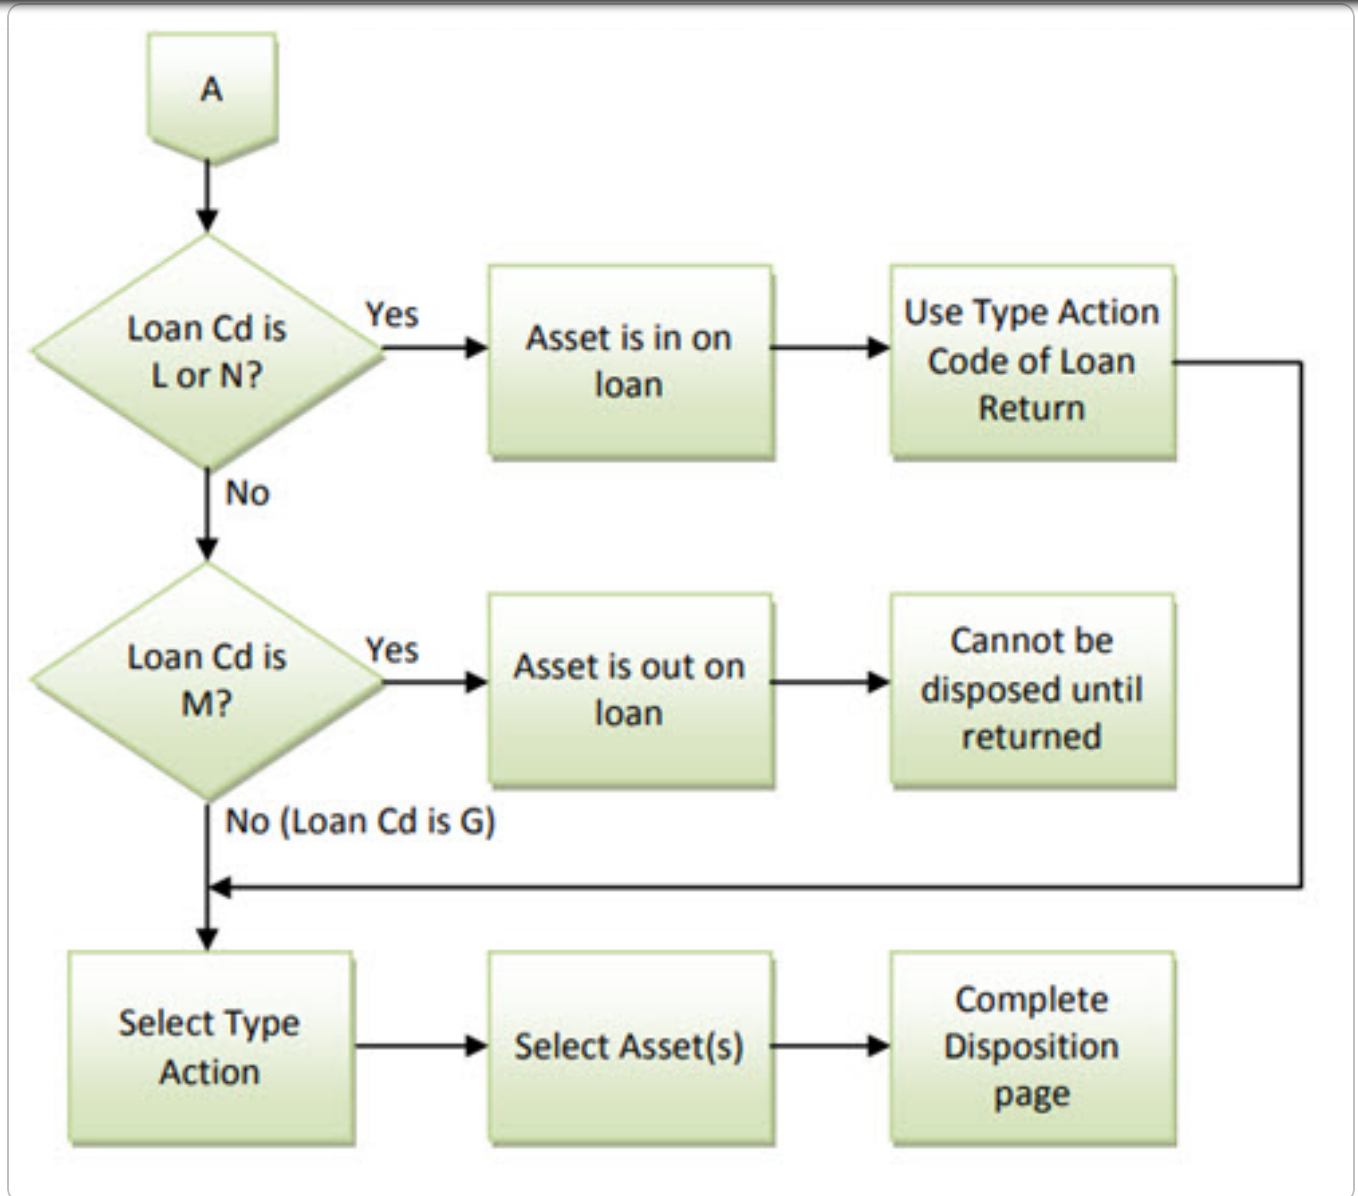 A
Loan Cd is
L or N?
Yes
Asset is in on
loan
Use Type Action
Code of Loan
Return
No
Loan Cd is
M?
Yes
Asset is out on
loan
Cannot be
disposed until
returned
No (Loan Cd is G)
Select Type
Action
Select Asset(s)
Complete
Disposition
page